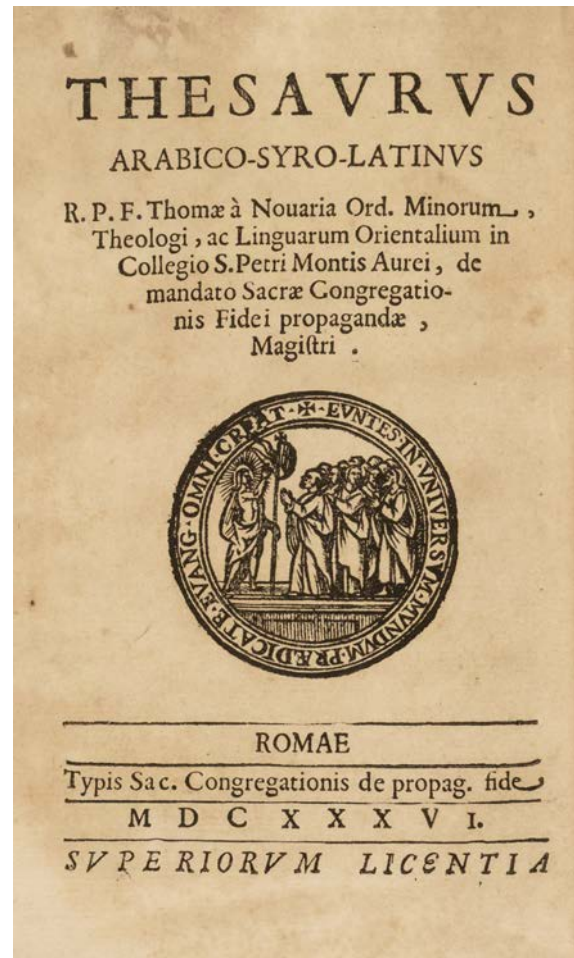 THESAVRVS
ARABICO-SYRO-LATINVS
R. P. F. Thomæ à Nouaria Ord. Minorum ,
Theologi , ac Linguarum Orientalium in
Collegio S.Petri Montis Aurei , de
mandato Sacræ Congregatio-
nis Fidei propagandæ ,
Magiſtri .
✠ · EVNTES · IN · VNIVERSVM · MVNDVM · PRÆDICATE · EVANG · OMNI · CREAT ·
ROMAE
Typis Sac. Congregationis de propag. fide
M D C X X X V I.
SVPERIORVM LICENTIA